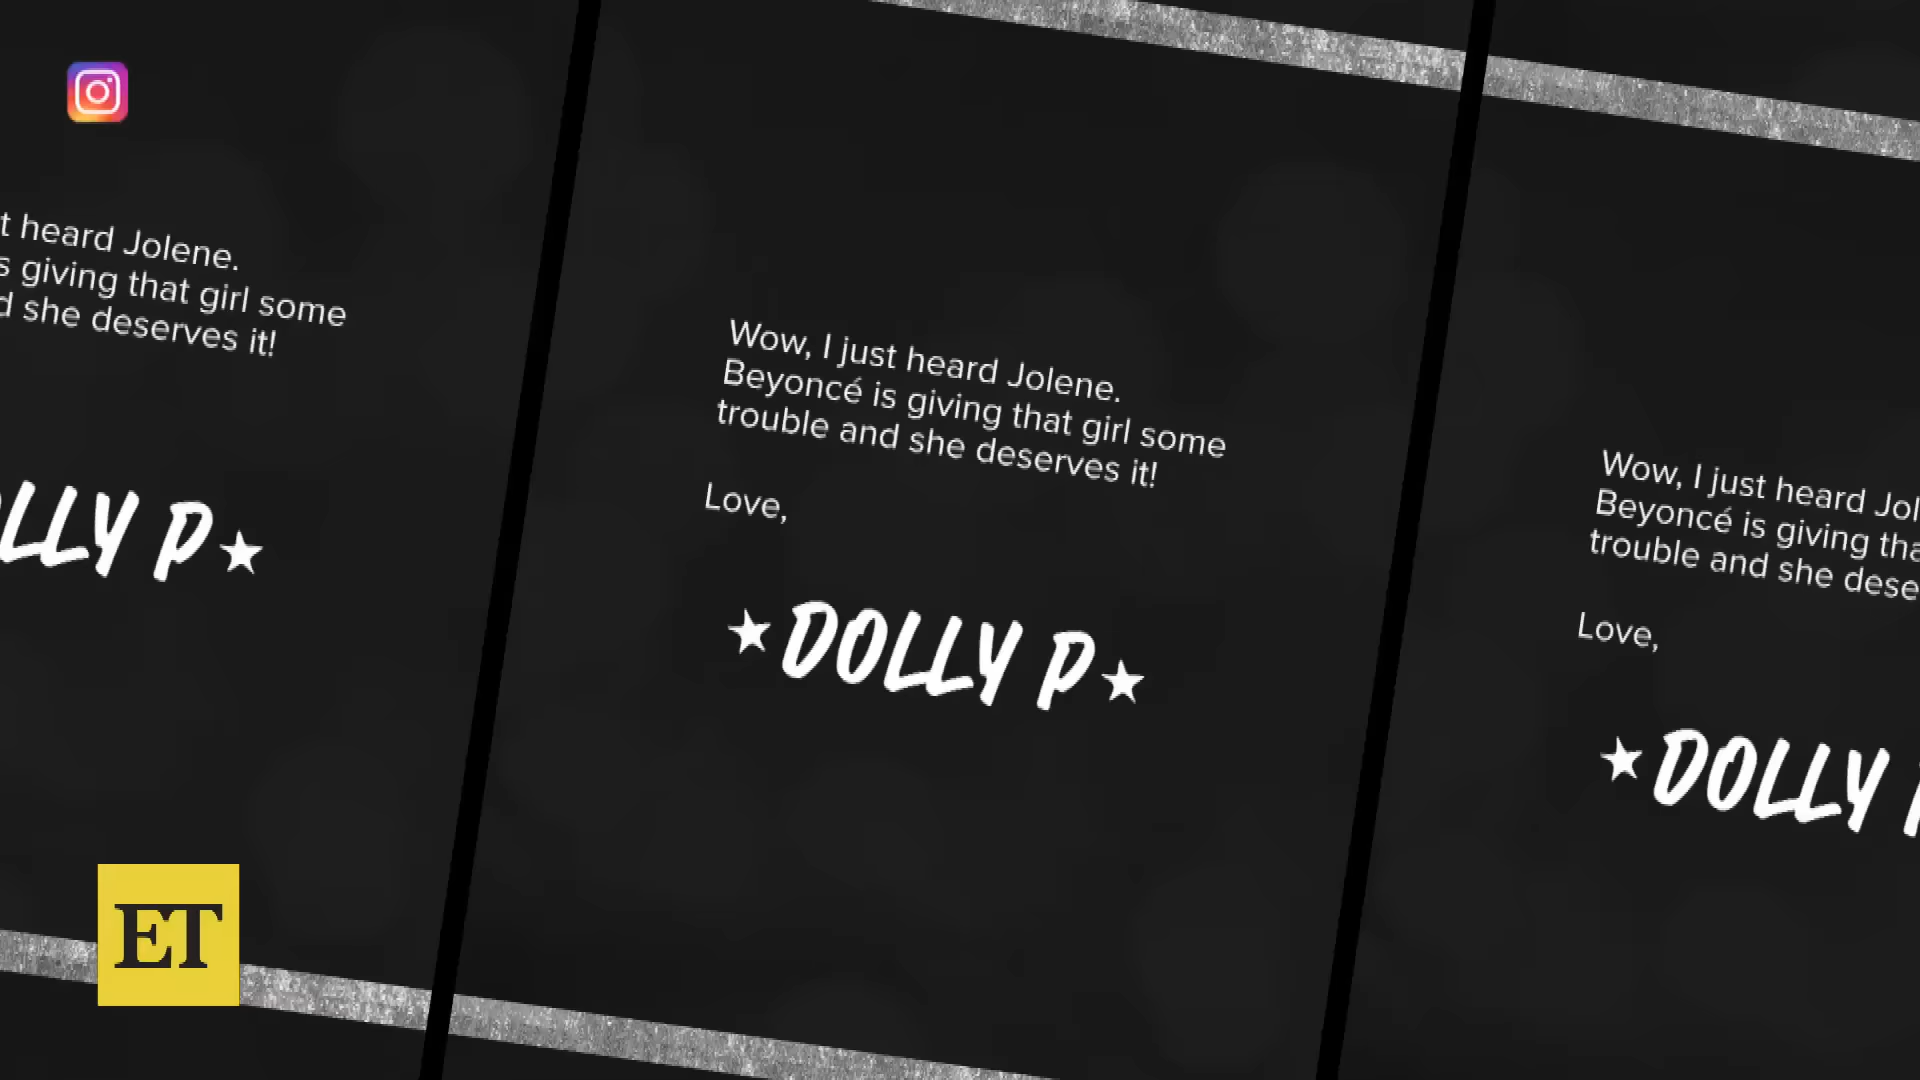 t heard Jolene.
s giving that girl some
d she deserves it!
OLLY P★
Wow, I just heard Jolene.
Beyoncé is giving that girl some
trouble and she deserves it!
Love,
★DOLLY P★
Wow, I just heard Jol
Beyoncé is giving tha
trouble and she dese
Love,
★DOLLY
ET